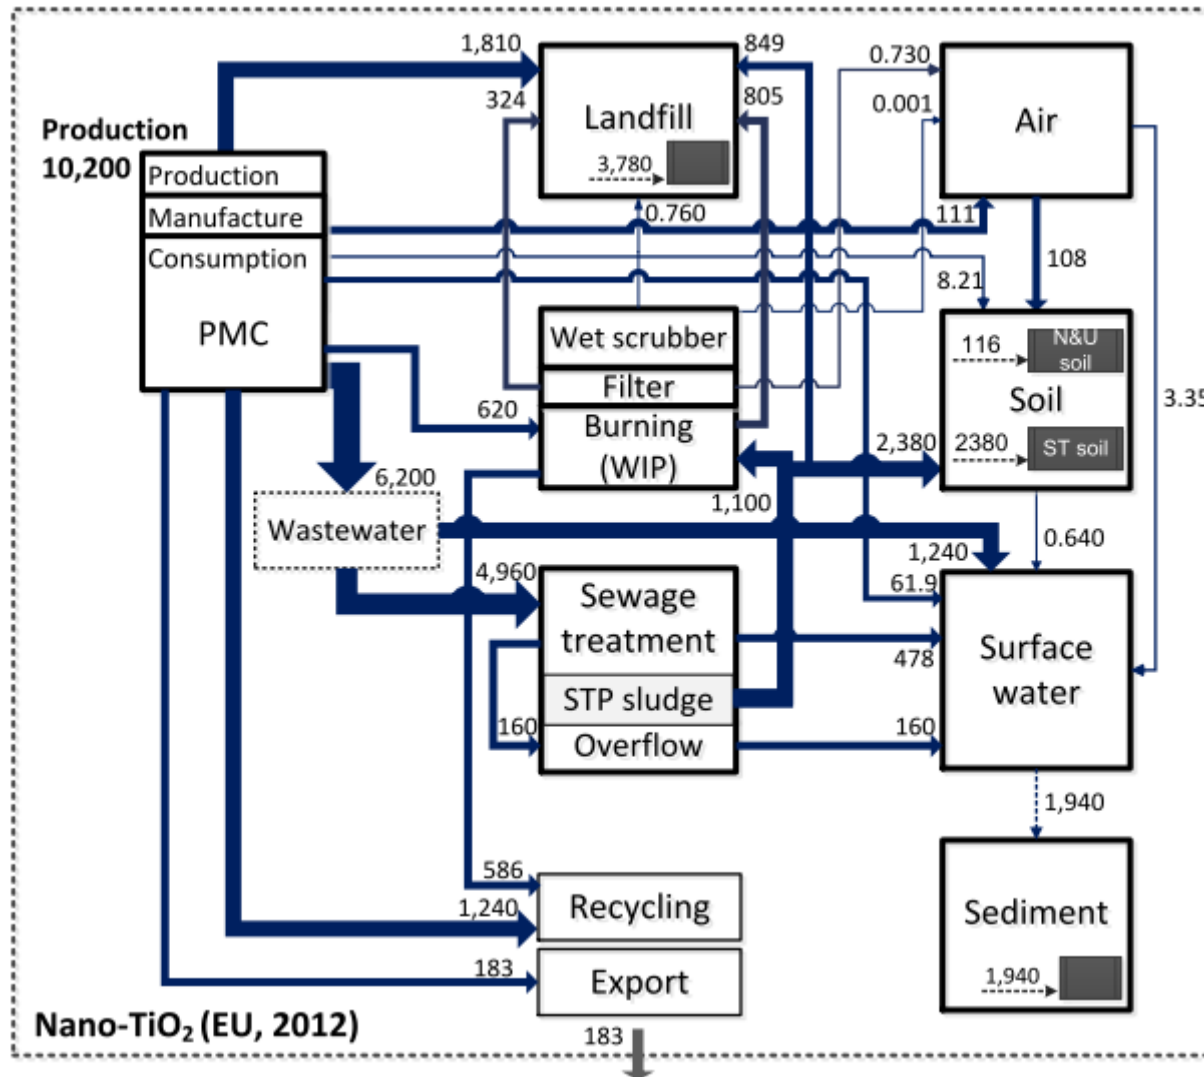 1,810
849
0.730
324
805
0.001
Landfill
Air
3,780
Production
10,200
Production
Manufacture
Consumption
PMC
0.760
111
108
8.21
Wet scrubber
Filter
Burning
(WIP)
116
N&U
soil
Soil
2380
ST soil
3.35
620
2,380
6,200
1,100
Wastewater
1,240
0.640
4,960
61.9
Sewage
treatment
478
Surface
water
STP sludge
160
Overflow
160
1,940
586
1,240
Recycling
Sediment
183
Export
1,940
Nano-TiO₂ (EU, 2012)
183